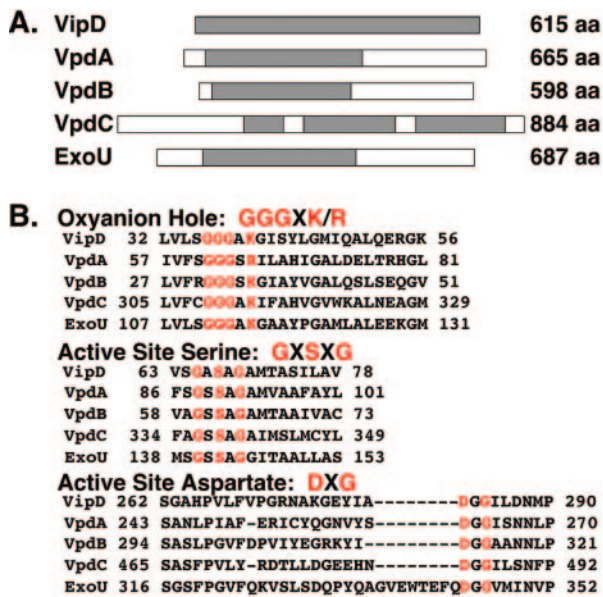 A.
VipD 615 aa
VpdA 665 aa
VpdB 598 aa
VpdC 884 aa
ExoU 687 aa
B.
Oxyanion Hole: GGGXK/R
VipD 32 LVLSGGGAKGISYLGMIQALQERGK 56
VpdA 57 IVFSGGGSRILAHIGALDELTRHGL 81
VpdB 27 LVFRGGGSKGIAYVGALQSLSEQGV 51
VpdC 305 LVFCGGGAKIFAHVGVWKALNEAGM 329
ExoU 107 LVLSGGGAKGAAYPGAMLALEEKGM 131
Active Site Serine: GXSXG
VipD 63 VSGASAGAMTASILAV 78
VpdA 86 FSGSSAGAMVAAFAYL 101
VpdB 58 VAGSSAGAITAIVAC 73
VpdC 334 FAGSSAGAIMSLMCYL 349
ExoU 138 MSGSSAGGITAALLAS 153
Active Site Aspartate: DXG
VipD 262 SGAHPVLFVPGRNAKGEYIA--------DGGILDNMP 290
VpdA 243 SANLPIAF-ERICYQGNVYS--------DGGISNNLP 270
VpdB 294 SASLPGVFDPVIYEGRKYI---------DGGAANNLP 321
VpdC 465 SASFPVLY-RDTLLDGEEHN--------DGGILSNFP 492
ExoU 316 SGSFPGVFQKVSLSDQPYQAGVEWTEFQDGGVMINVP 352